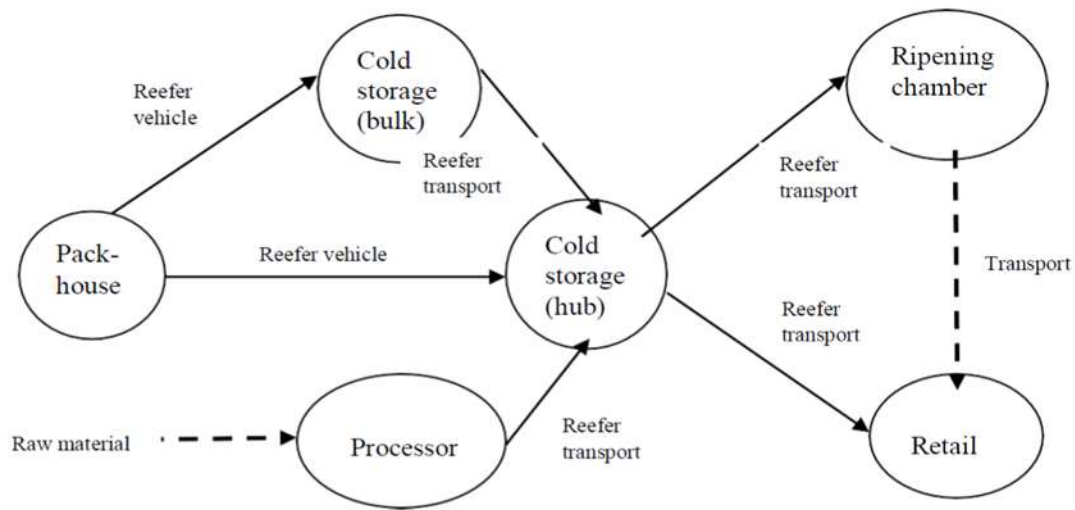 Cold
storage
(bulk)
Ripening
chamber
Reefer
vehicle
Reefer
transport
Reefer
transport
Pack-
house
Reefer vehicle
Cold
storage
(hub)
Transport
Reefer
transport
Raw material
Processor
Reefer
transport
Retail